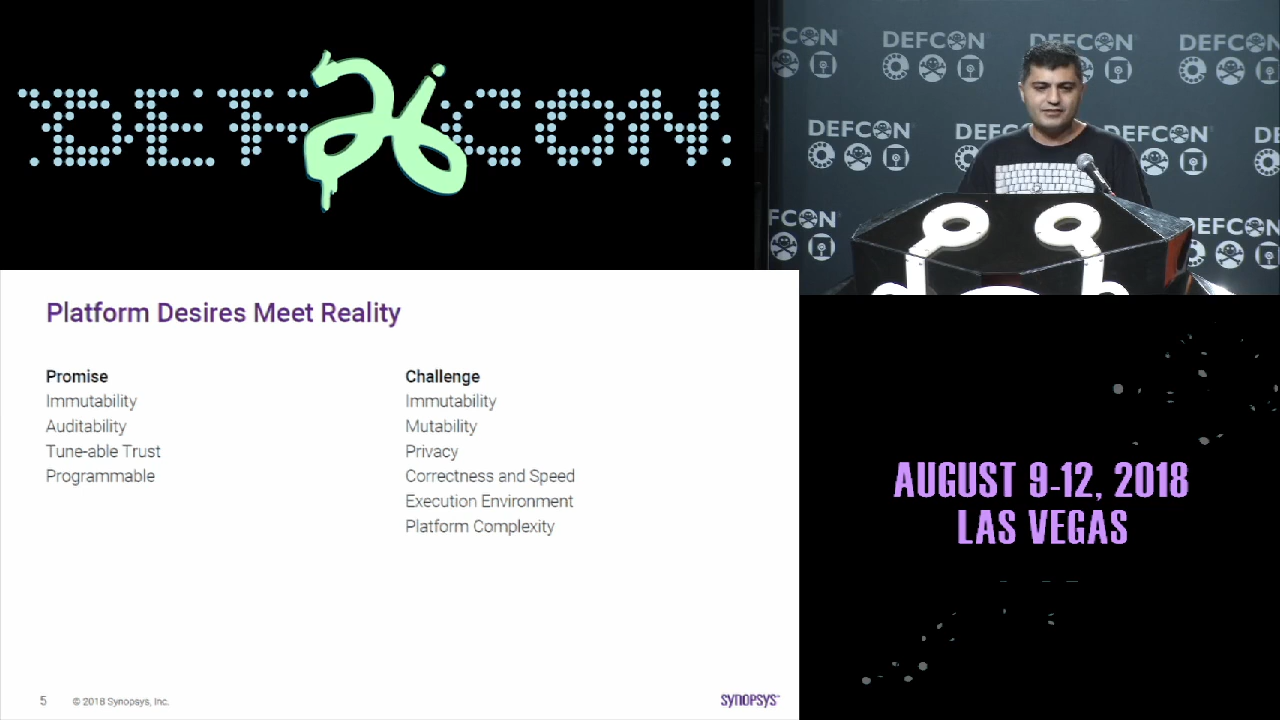 DEF 26 CON
DEFCON
DEFCON
DEFCON
DEFCON
DEFCON
DEFCON
DEFCON
Platform Desires Meet Reality
Promise
Immutability
Auditability
Tune-able Trust
Programmable
Challenge
Immutability
Mutability
Privacy
Correctness and Speed
Execution Environment
Platform Complexity
5 © 2018 Synopsys, Inc.
SYNOPSYS
AUGUST 9-12, 2018
LAS VEGAS